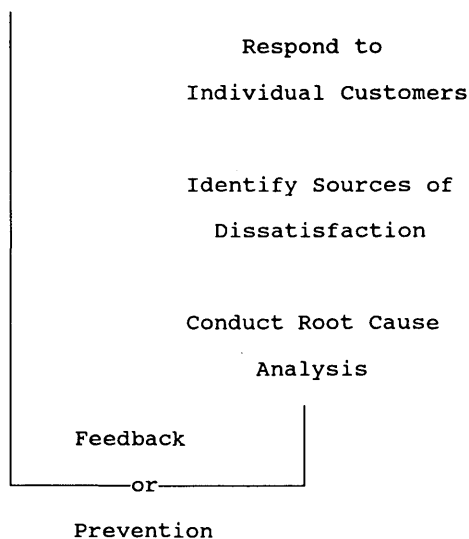 Respond to
Individual Customers
Identify Sources of
Dissatisfaction
Conduct Root Cause
Analysis
Feedback
or
Prevention